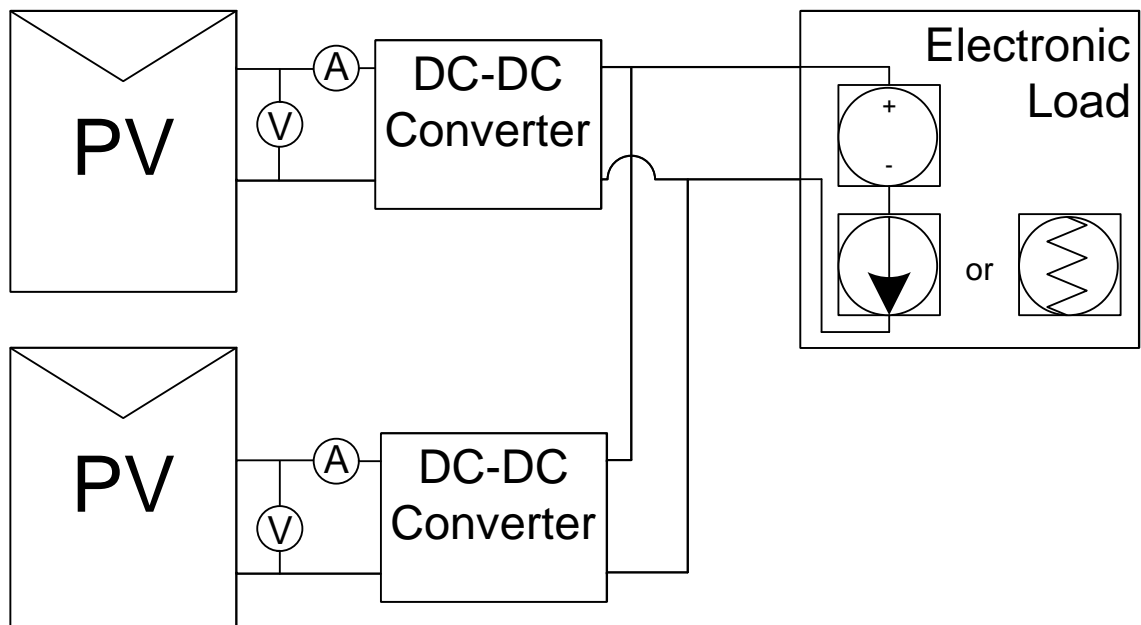 PV
A
V
DC-DC
Converter
Electronic
Load
+
-
or
PV
A
V
DC-DC
Converter